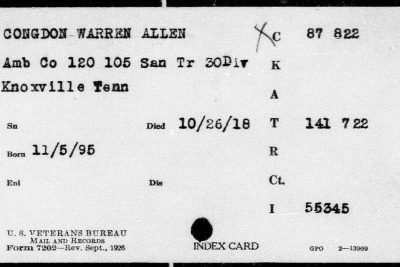 CONGDON WARREN ALLEN C 87 822
Amb Co 120 105 San Tr 30Div K
Knoxville Tenn A
Sn Died 10/26/18 T 141 722
Born 11/5/95 R
Enl Dis Ct.
I 55345
U. S. VETERANS BUREAU
MAIL AND RECORDS
Form 7202—Rev. Sept., 1926 INDEX CARD GPO 2—13969